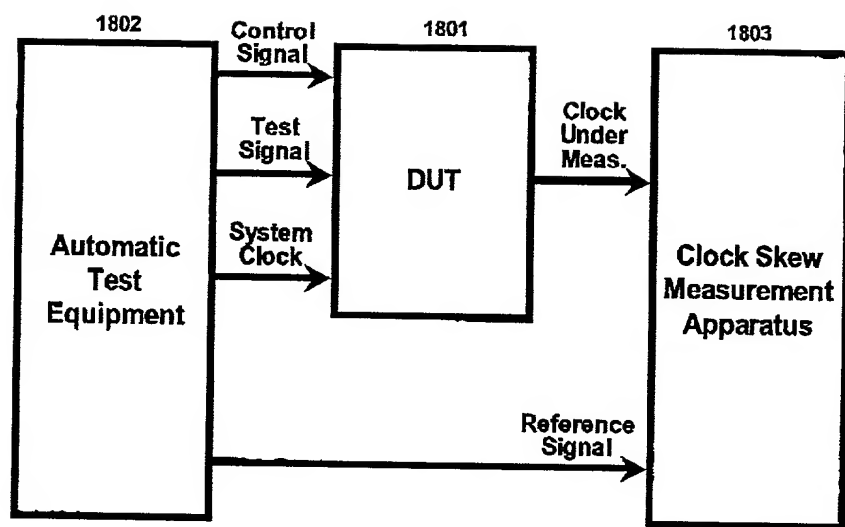 1802
Control
Signal
1801
1803
Test
Signal
Clock
Under
Meas.
DUT
System
Clock
Automatic
Test
Equipment
Clock Skew
Measurement
Apparatus
Reference
Signal